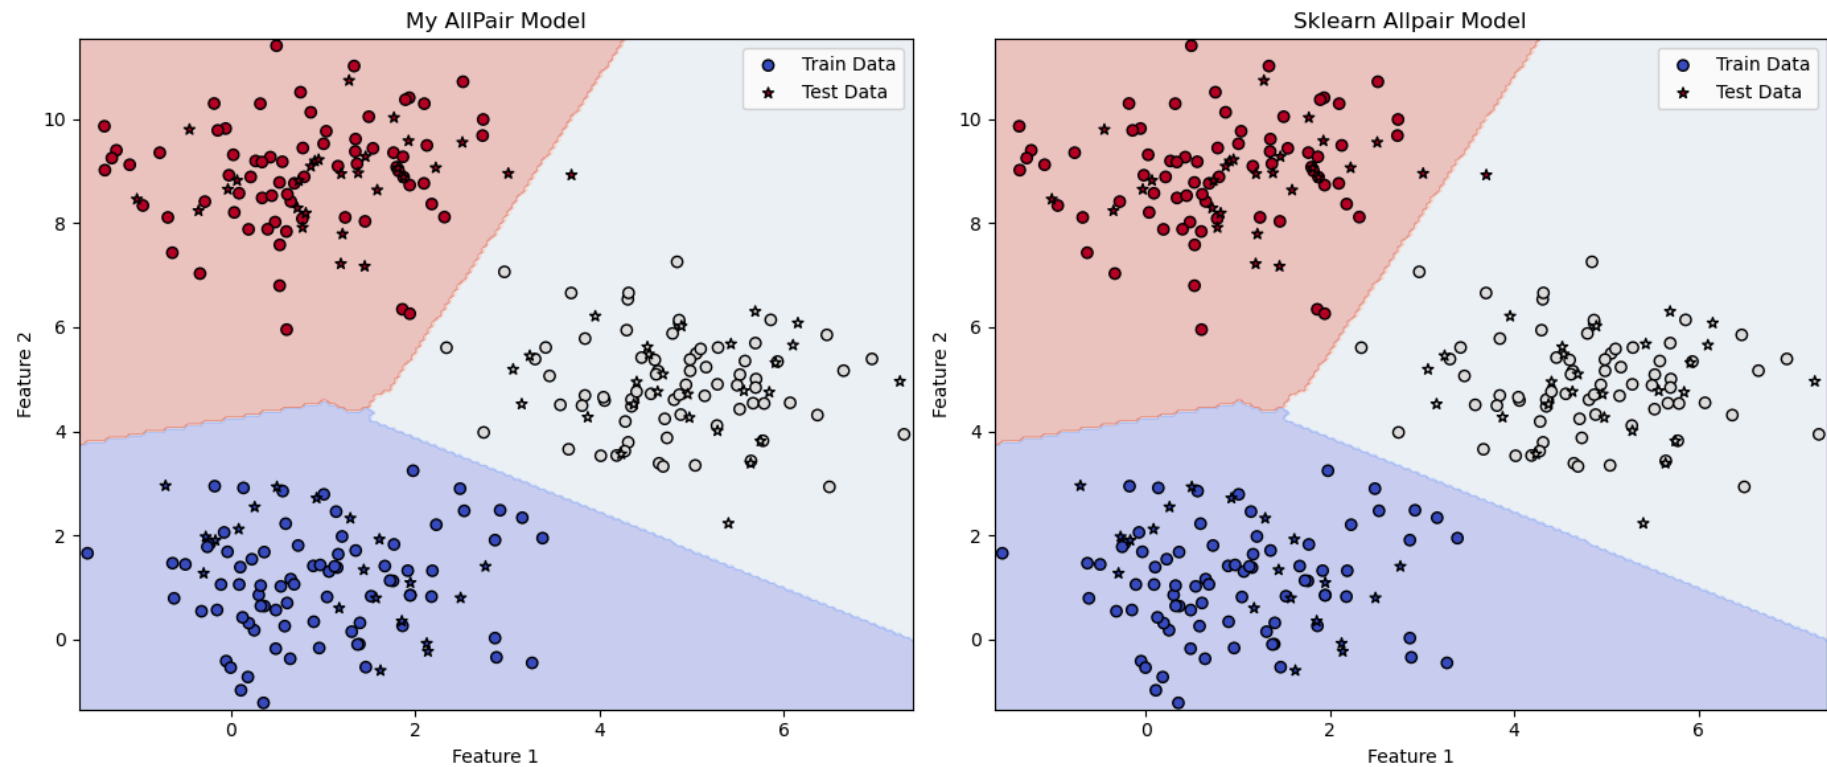 My AllPair Model
Train Data
Test Data
10
8
6
4
2
0
Feature 2
0 2 4 6
Feature 1
Sklearn Allpair Model
Train Data
Test Data
10
8
6
4
2
0
Feature 2
0 2 4 6
Feature 1